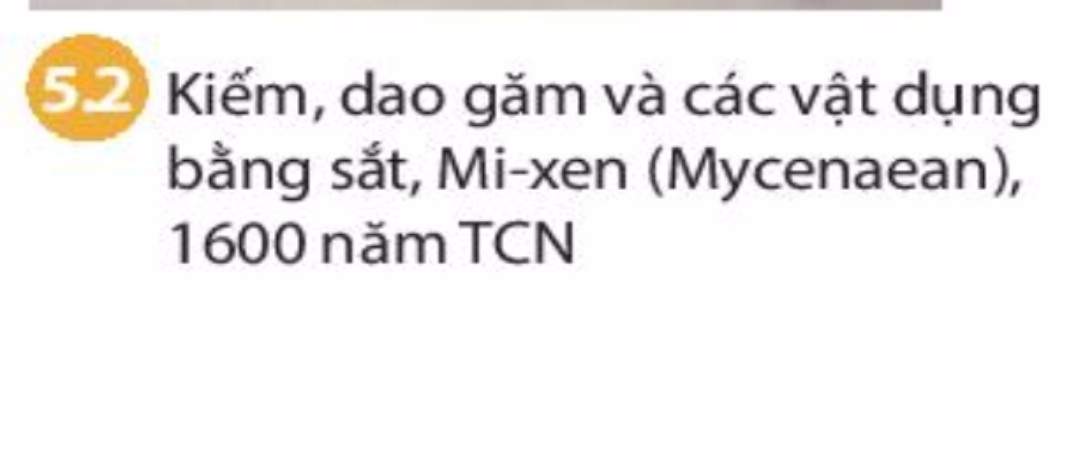 5.2 Kiếm, dao găm và các vật dụng
bằng sắt, Mi-xen (Mycenaean),
1600 năm TCN